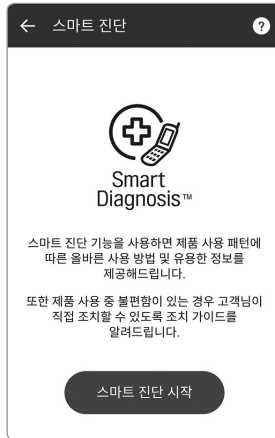 ← 스마트 진단 ?
Smart
Diagnosis™
스마트 진단 기능을 사용하면 제품 사용 패턴에
따른 올바른 사용 방법 및 유용한 정보를
제공해드립니다.
또한 제품 사용 중 불편함이 있는 경우 고객님이
직접 조치할 수 있도록 조치 가이드를
알려드립니다.
스마트 진단 시작